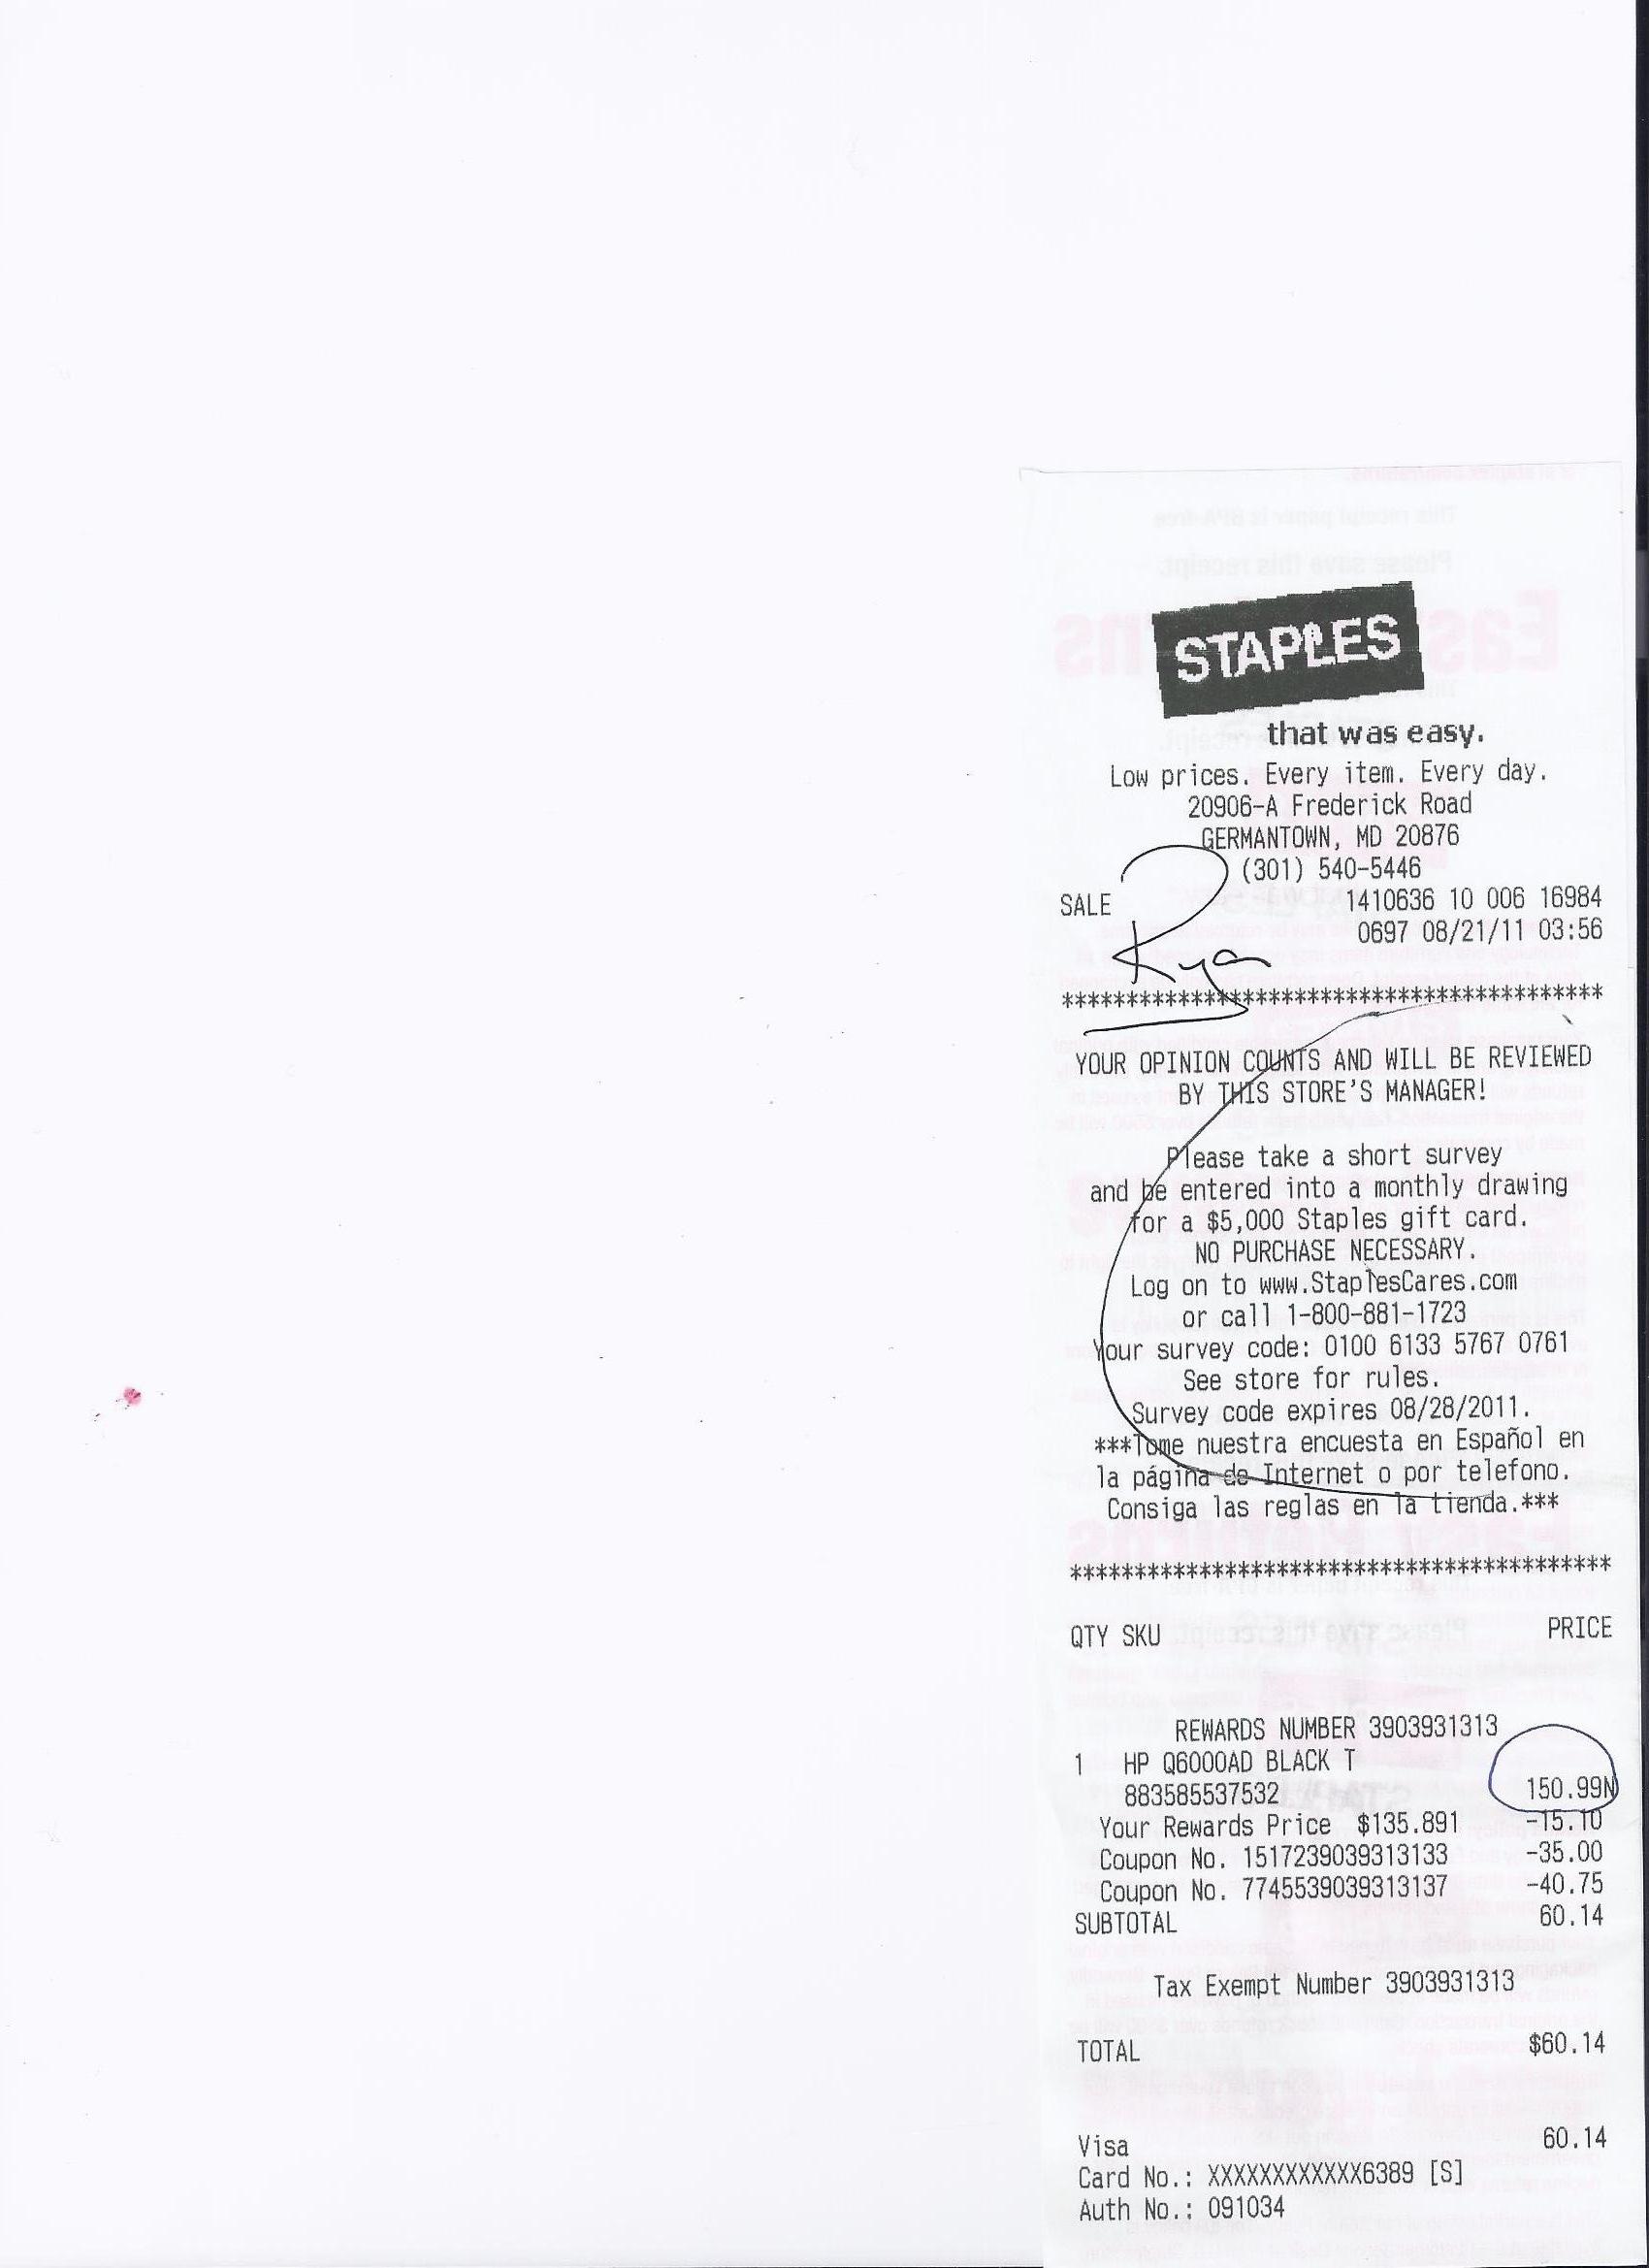 STAPLES
that was easy.
Low prices. Every item. Every day.
20906-A Frederick Road
GERMANTOWN, MD 20876
(301) 540-5446
SALE 1410636 10 006 16984
0697 08/21/11 03:56
Ryan
******************************************
YOUR OPINION COUNTS AND WILL BE REVIEWED
BY THIS STORE'S MANAGER!
Please take a short survey
and be entered into a monthly drawing
for a $5,000 Staples gift card.
NO PURCHASE NECESSARY.
Log on to www.StaplesCares.com
or call 1-800-881-1723
Your survey code: 0100 6133 5767 0761
See store for rules.
Survey code expires 08/28/2011.
***Tome nuestra encuesta en Español en
la página de Internet o por telefono.
Consiga las reglas en la tienda.***
******************************************
QTY SKU PRICE
REWARDS NUMBER 3903931313
1 HP Q6000AD BLACK T
883585537532 150.99N
Your Rewards Price $135.891 -15.10
Coupon No. 1517239039313133 -35.00
Coupon No. 7745539039313137 -40.75
SUBTOTAL 60.14
Tax Exempt Number 3903931313
TOTAL $60.14
Visa 60.14
Card No.: XXXXXXXXXXXX6389 [S]
Auth No.: 091034